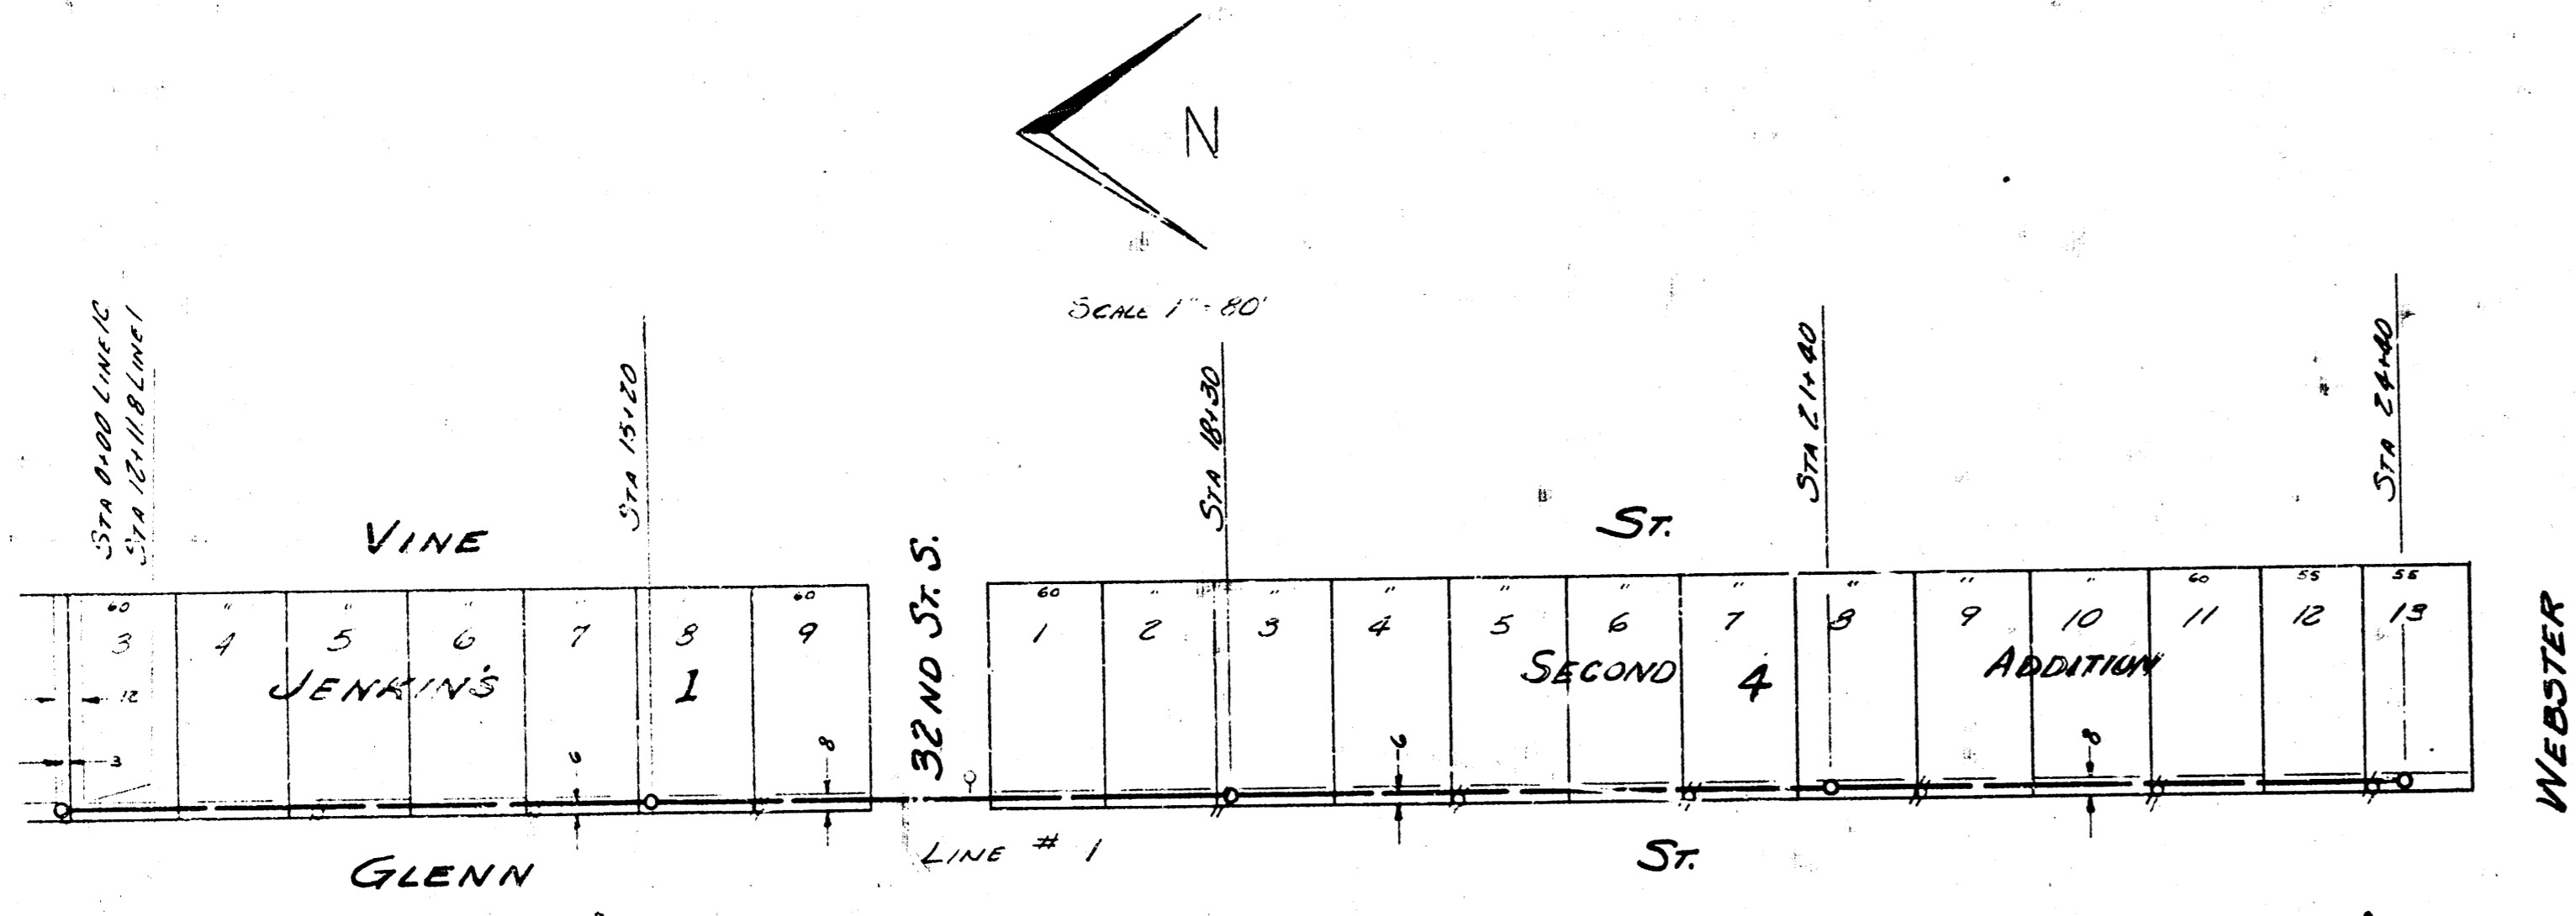 N
SCALE 1" = 80'
STA 0+00 LINE 1C
STA 12+11.8 LINE 1
STA 15+20
STA 18+30
STA 21+40
STA 24+40
VINE ST.
32 ND ST. S.
WEBSTER
60 " " " " 60
3 4 5 6 7 8 9
60 " " " " " " " " " 60 55 55
1 2 3 4 5 6 7 8 9 10 11 12 13
JENKIN'S 1 SECOND 4 ADDITION
12
3
6
8
6
8
LINE # 1
GLENN ST.